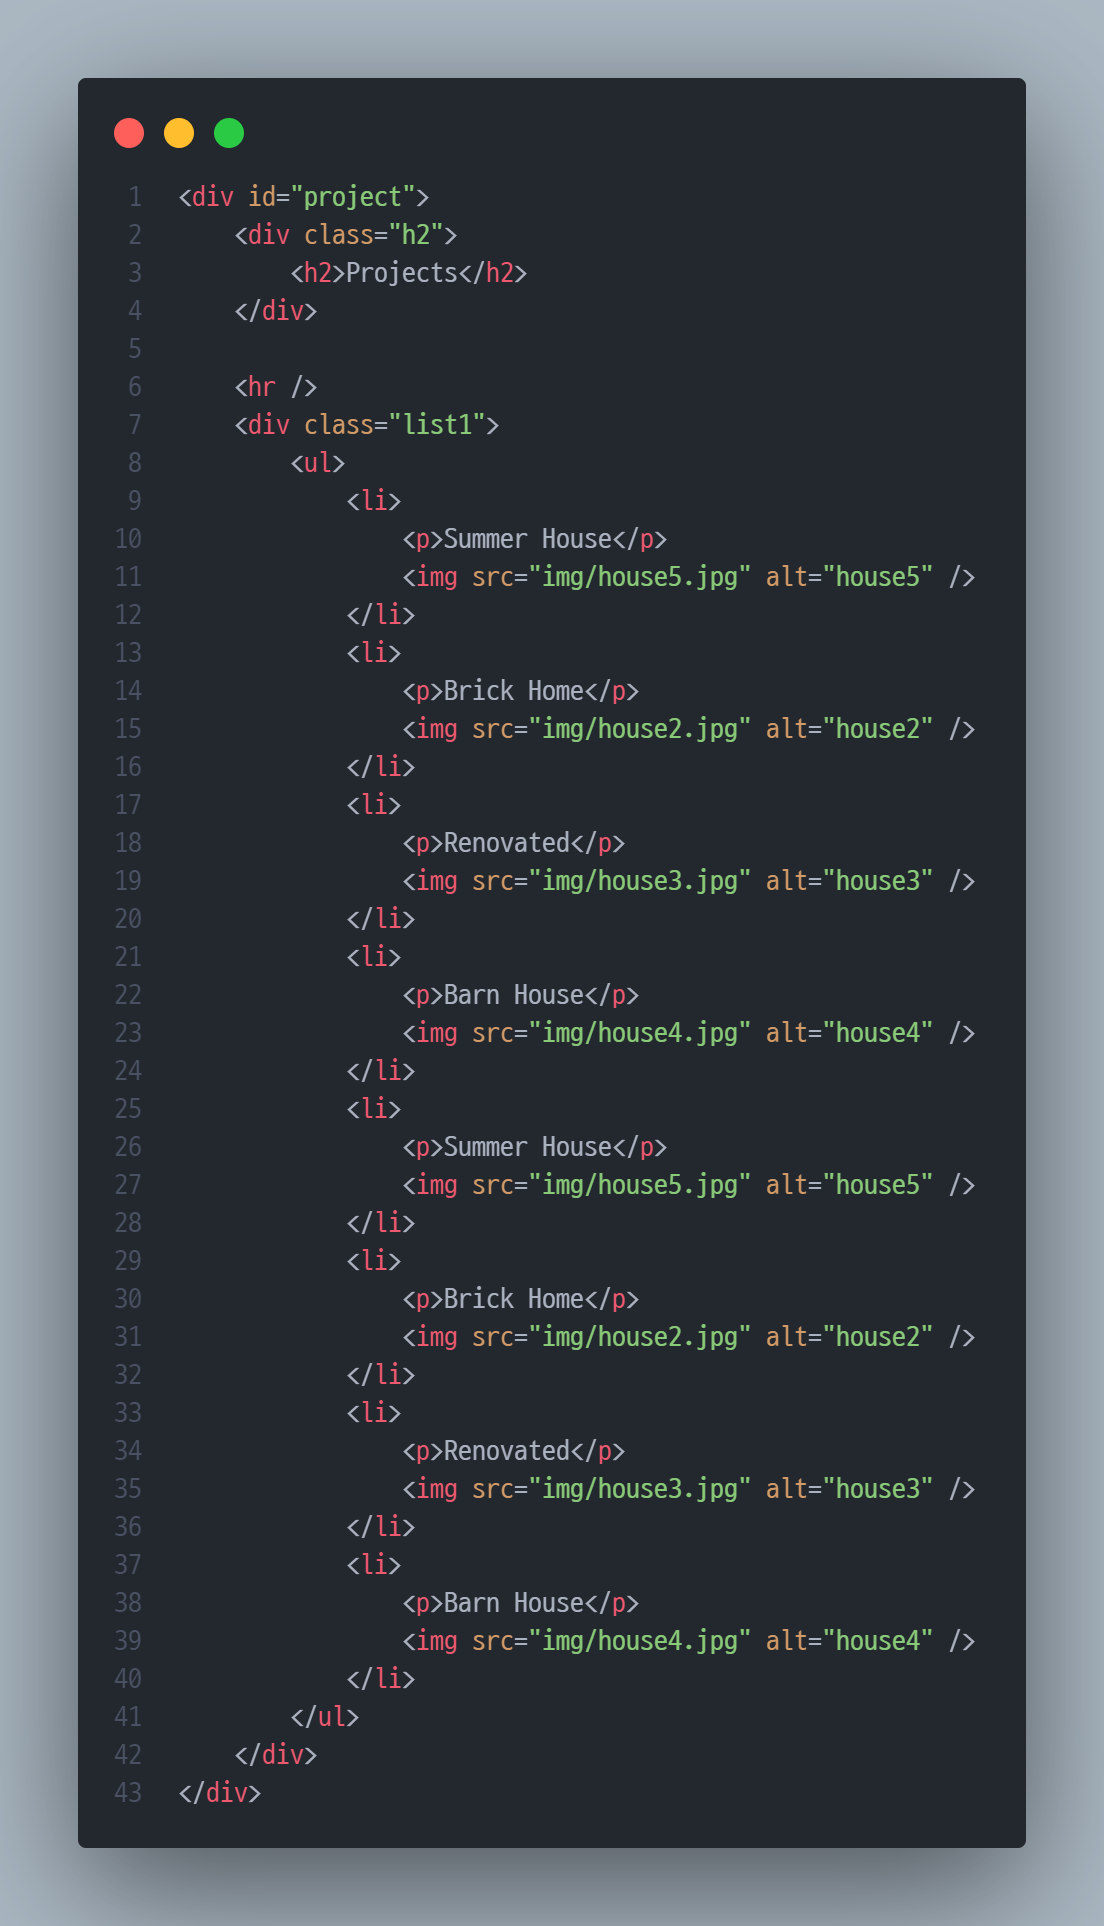 1 <div id="project">
2     <div class="h2">
3         <h2>Projects</h2>
4     </div>
5
6     <hr />
7     <div class="list1">
8         <ul>
9             <li>
10                 <p>Summer House</p>
11                 <img src="img/house5.jpg" alt="house5" />
12             </li>
13             <li>
14                 <p>Brick Home</p>
15                 <img src="img/house2.jpg" alt="house2" />
16             </li>
17             <li>
18                 <p>Renovated</p>
19                 <img src="img/house3.jpg" alt="house3" />
20             </li>
21             <li>
22                 <p>Barn House</p>
23                 <img src="img/house4.jpg" alt="house4" />
24             </li>
25             <li>
26                 <p>Summer House</p>
27                 <img src="img/house5.jpg" alt="house5" />
28             </li>
29             <li>
30                 <p>Brick Home</p>
31                 <img src="img/house2.jpg" alt="house2" />
32             </li>
33             <li>
34                 <p>Renovated</p>
35                 <img src="img/house3.jpg" alt="house3" />
36             </li>
37             <li>
38                 <p>Barn House</p>
39                 <img src="img/house4.jpg" alt="house4" />
40             </li>
41         </ul>
42     </div>
43 </div>